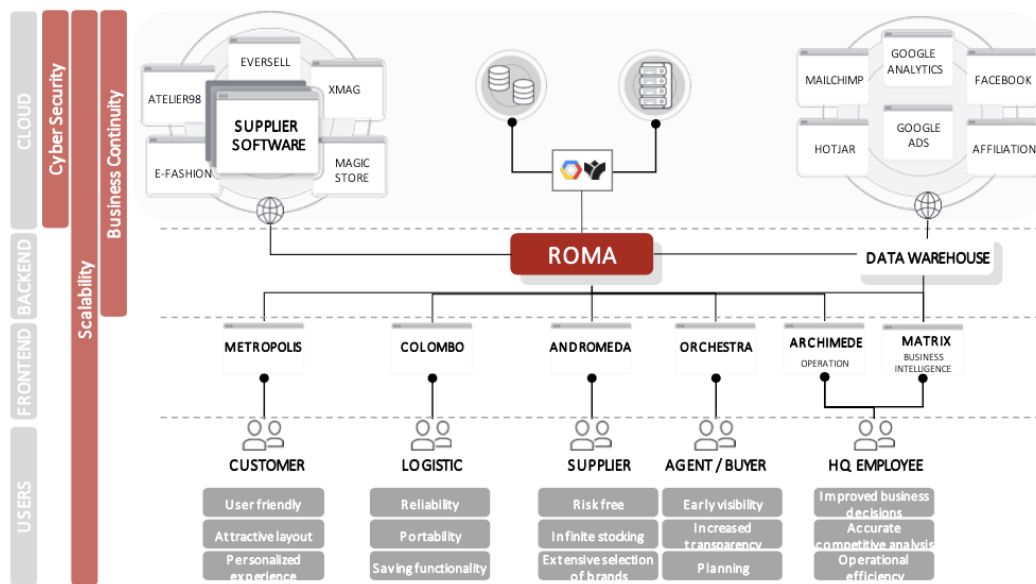 CLOUD
BACKEND
FRONTEND
USERS
Cyber Security
Scalability
Business Continuity
EVERSELL
ATELIER98
XMAG
SUPPLIER
SOFTWARE
E-FASHION
MAGIC
STORE
GOOGLE
ANALYTICS
MAILCHIMP
FACEBOOK
GOOGLE
ADS
HOTJAR
AFFILIATION
ROMA
DATA WAREHOUSE
METROPOLIS
COLOMBO
ANDROMEDA
ORCHESTRA
ARCHIMEDE
OPERATION
MATRIX
BUSINESS
INTELLIGENCE
CUSTOMER
LOGISTIC
SUPPLIER
AGENT / BUYER
HQ EMPLOYEE
User friendly
Attractive layout
Personalized
experience
Reliability
Portability
Saving functionality
Risk free
Infinite stocking
Extensive selection
of brands
Early visibility
Increased
transparency
Planning
Improved business
decisions
Accurate
competitive analysis
Operational
efficiency